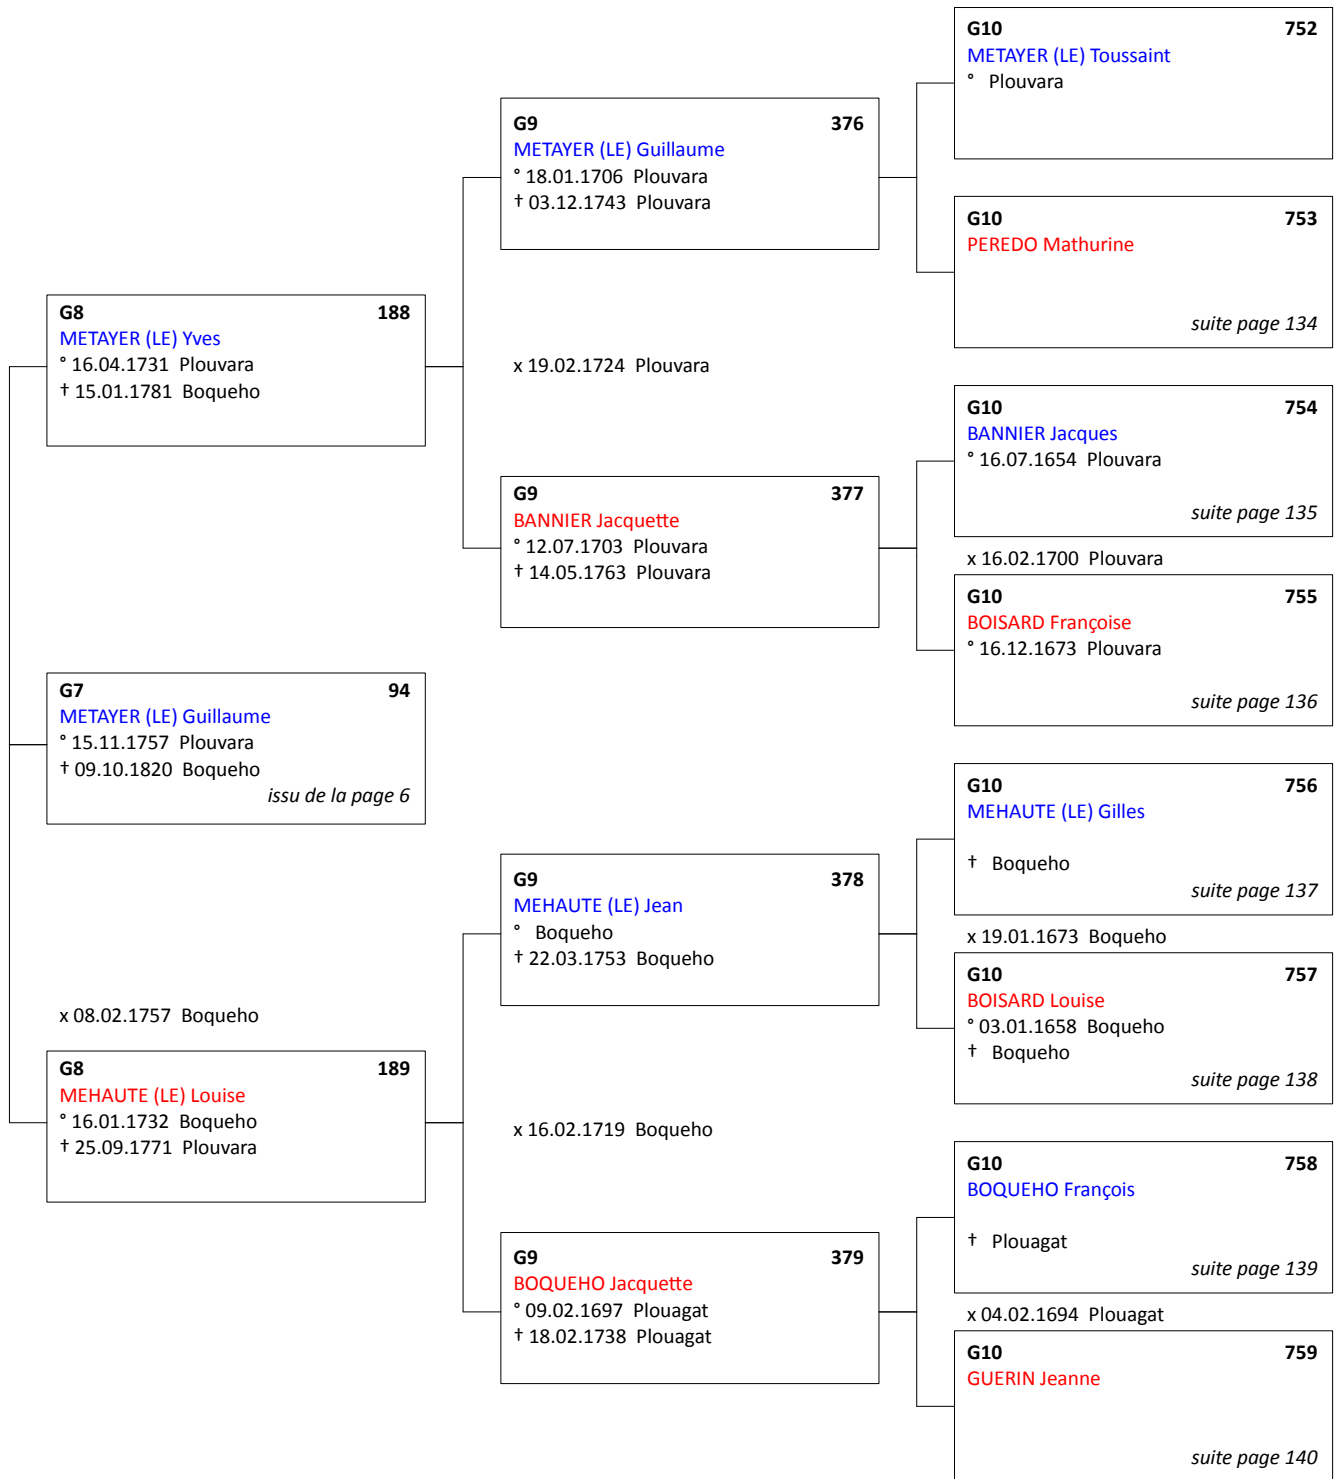 G10 752
METAYER (LE) Toussaint
° Plouvara
G9 376
METAYER (LE) Guillaume
° 18.01.1706 Plouvara
† 03.12.1743 Plouvara
G10 753
PEREDO Mathurine
suite page 134
G8 188
METAYER (LE) Yves
° 16.04.1731 Plouvara
† 15.01.1781 Boqueho
x 19.02.1724 Plouvara
G10 754
BANNIER Jacques
° 16.07.1654 Plouvara
suite page 135
G9 377
BANNIER Jacquette
° 12.07.1703 Plouvara
† 14.05.1763 Plouvara
x 16.02.1700 Plouvara
G10 755
BOISARD Françoise
° 16.12.1673 Plouvara
suite page 136
G7 94
METAYER (LE) Guillaume
° 15.11.1757 Plouvara
† 09.10.1820 Boqueho
issu de la page 6
G10 756
MEHAUTE (LE) Gilles
† Boqueho
suite page 137
G9 378
MEHAUTE (LE) Jean
° Boqueho
† 22.03.1753 Boqueho
x 19.01.1673 Boqueho
G10 757
BOISARD Louise
° 03.01.1658 Boqueho
† Boqueho
suite page 138
x 08.02.1757 Boqueho
G8 189
MEHAUTE (LE) Louise
° 16.01.1732 Boqueho
† 25.09.1771 Plouvara
x 16.02.1719 Boqueho
G10 758
BOQUEHO François
† Plouagat
suite page 139
G9 379
BOQUEHO Jacquette
° 09.02.1697 Plouagat
† 18.02.1738 Plouagat
x 04.02.1694 Plouagat
G10 759
GUERIN Jeanne
suite page 140